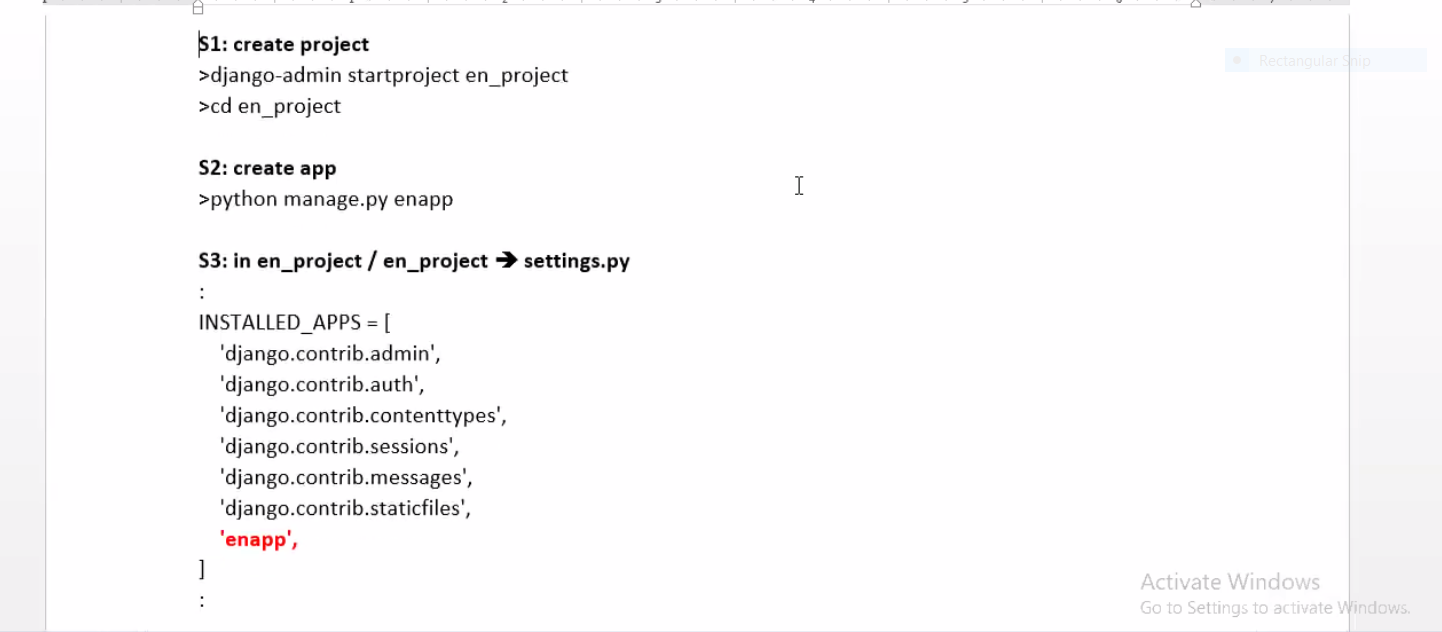 S1: create project
>django-admin startproject en_project
>cd en_project
Rectangular Snip
S2: create app
>python manage.py enapp
S3: in en_project / en_project ➔ settings.py
:
INSTALLED_APPS = [
'django.contrib.admin',
'django.contrib.auth',
'django.contrib.contenttypes',
'django.contrib.sessions',
'django.contrib.messages',
'django.contrib.staticfiles',
'enapp',
]
:
Activate Windows
Go to Settings to activate Windows.